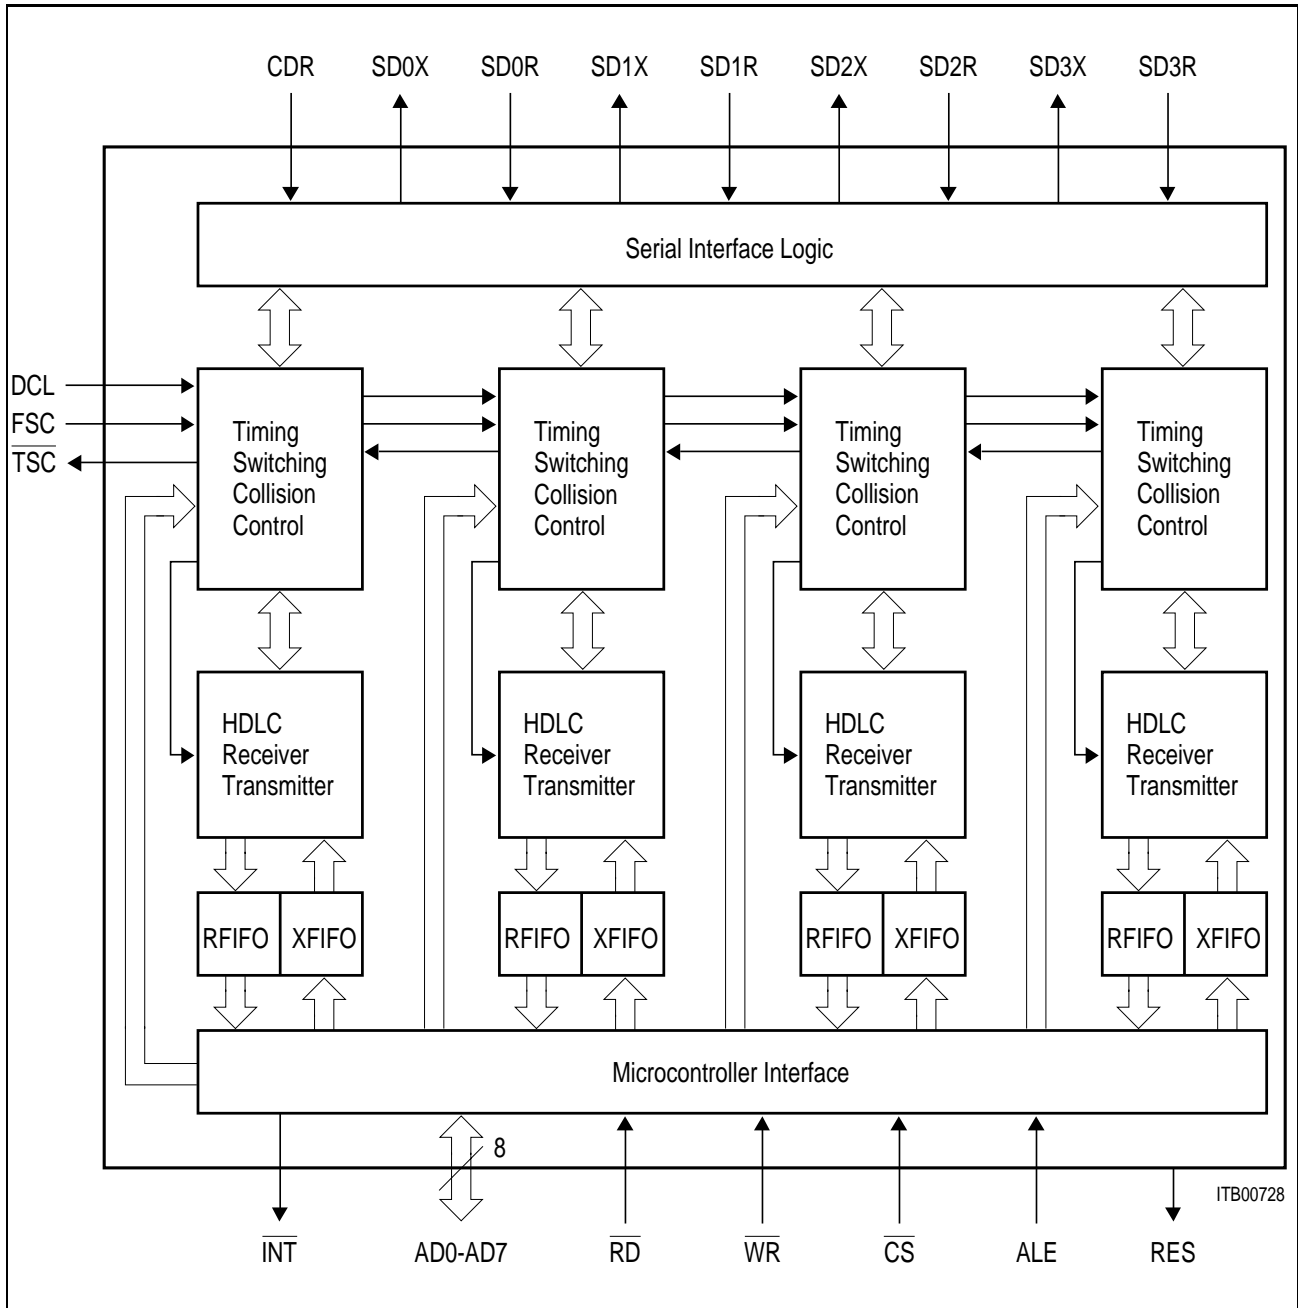 CDR SD0X SD0R SD1X SD1R SD2X SD2R SD3X SD3R
Serial Interface Logic
DCL
FSC
TSC
Timing
Switching
Collision
Control
Timing
Switching
Collision
Control
Timing
Switching
Collision
Control
Timing
Switching
Collision
Control
HDLC
Receiver
Transmitter
HDLC
Receiver
Transmitter
HDLC
Receiver
Transmitter
HDLC
Receiver
Transmitter
RFIFO XFIFO RFIFO XFIFO RFIFO XFIFO RFIFO XFIFO
Microcontroller Interface
8
ITB00728
INT AD0-AD7 RD WR CS ALE RES